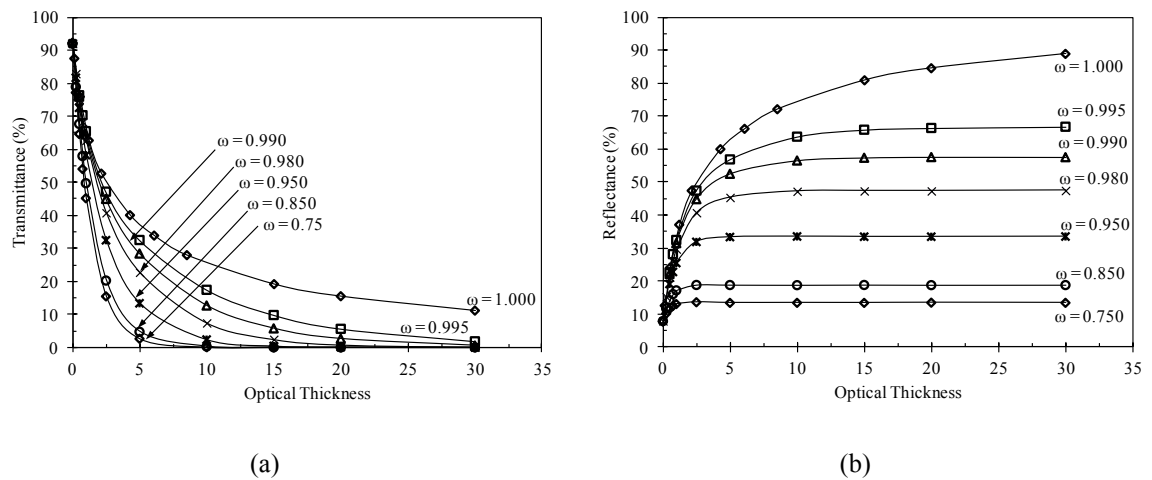 100
90
80
70
60
50
40
30
20
10
0
Transmittance (%)
ω = 0.990
ω = 0.980
ω = 0.950
ω = 0.850
ω = 0.75
ω = 1.000
ω = 0.995
0 5 10 15 20 25 30 35
Optical Thickness
(a)
100
90
80
70
60
50
40
30
20
10
0
Reflectance (%)
ω = 1.000
ω = 0.995
ω = 0.990
ω = 0.980
ω = 0.950
ω = 0.850
ω = 0.750
0 5 10 15 20 25 30 35
Optical Thickness
(b)